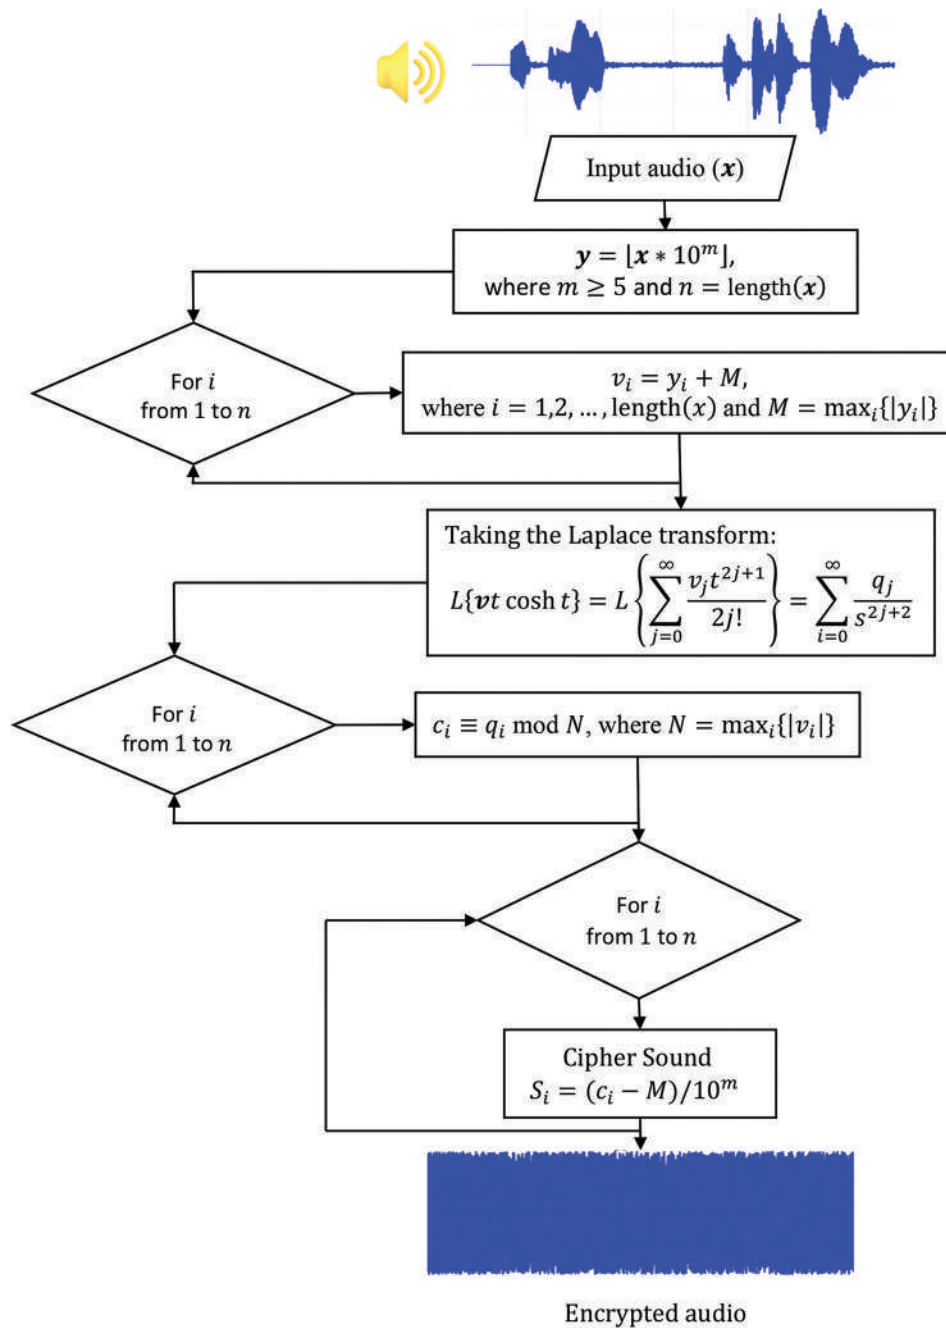 Input audio (𝒙)
𝒚 = ⌊𝒙 ∗ 10^m⌋,
where m ≥ 5 and n = length(𝒙)
For i
from 1 to n
v_i = y_i + M,
where i = 1,2, … , length(x) and M = max_i{|y_i|}
Taking the Laplace transform:
L{𝒗t cosh t} = L {∑_{j=0}^{∞} v_j t^{2j+1} / 2j!} = ∑_{i=0}^{∞} q_j / s^{2j+2}
For i
from 1 to n
c_i ≡ q_i mod N, where N = max_i{|v_i|}
For i
from 1 to n
Cipher Sound
S_i = (c_i − M)/10^m
Encrypted audio